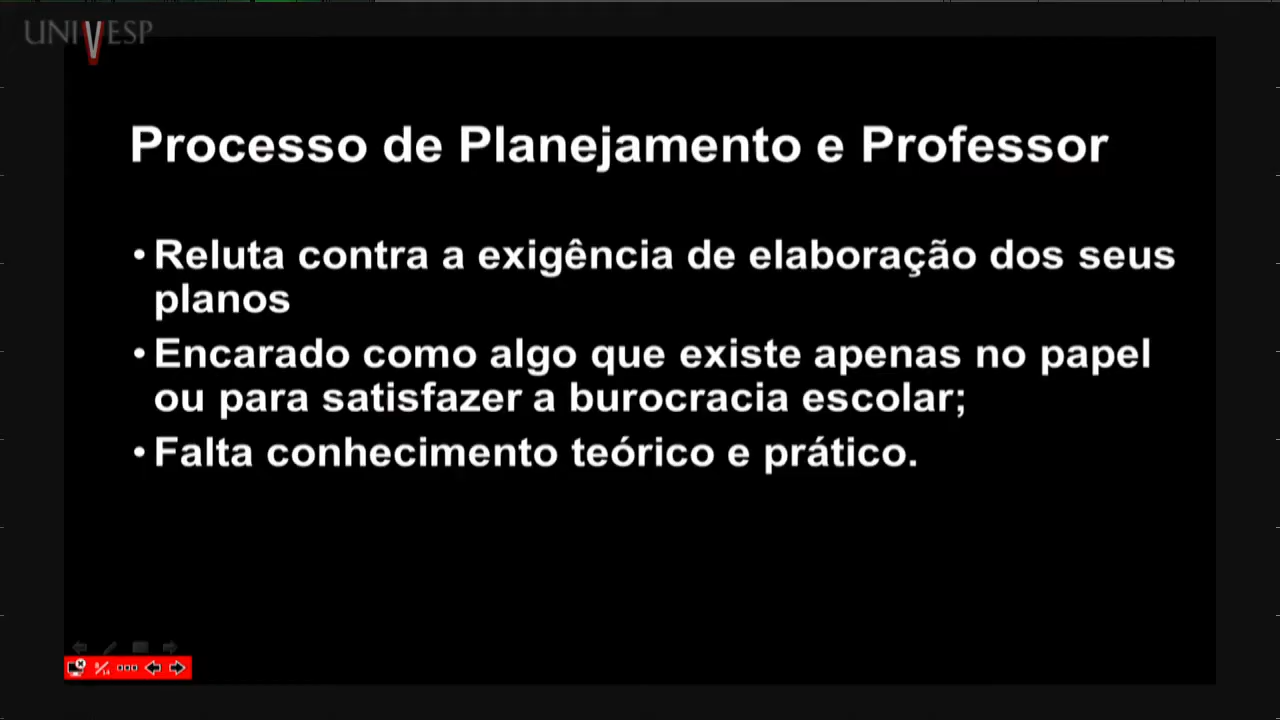 UNIVESP
Processo de Planejamento e Professor
• Reluta contra a exigência de elaboração dos seus
planos
• Encarado como algo que existe apenas no papel
ou para satisfazer a burocracia escolar;
• Falta conhecimento teórico e prático.